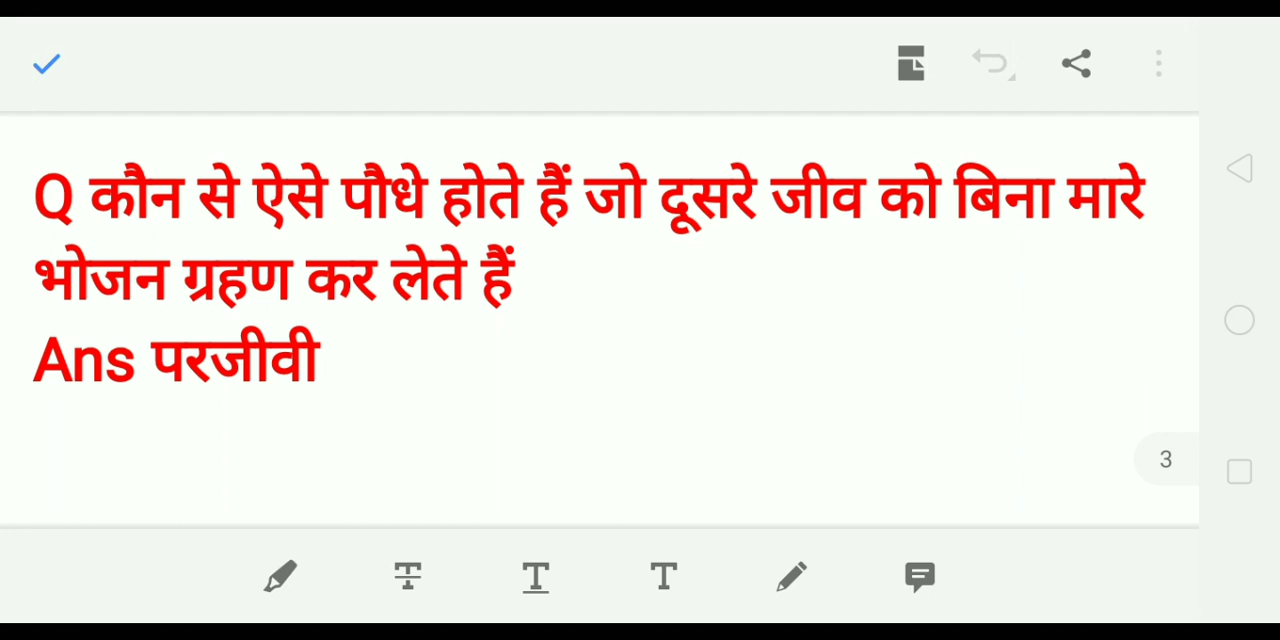 Q कौन से ऐसे पौधे होते हैं जो दूसरे जीव को बिना मारे
भोजन ग्रहण कर लेते हैं
Ans परजीवी
3